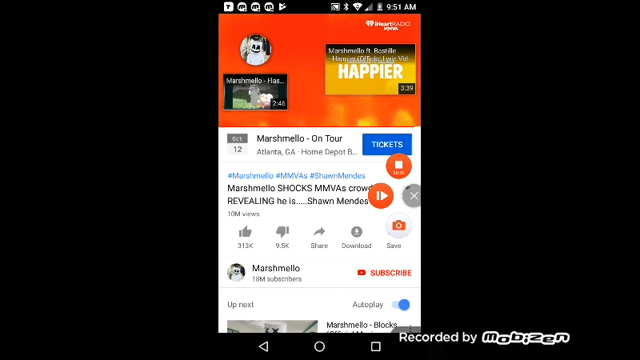 9:51 AM
iHeartRADIO
MMVA
Marshmello ft. Bastille
- Happier (Official Lyric Vid
HAPPIER
3:39
Marshmello - Flas...
2:46
Oct
12
Marshmello - On Tour
Atlanta, GA · Home Depot B...
TICKETS
#Marshmello #MMVAs #ShawnMendes
Marshmello SHOCKS MMVAs crowd
REVEALING he is.....Shawn Mendes
10M views
313K
9.5K
Share
Download
Save
Marshmello
18M subscribers
SUBSCRIBE
Up next
Autoplay
Marshmello - Blocks
Recorded by MOBIZEN